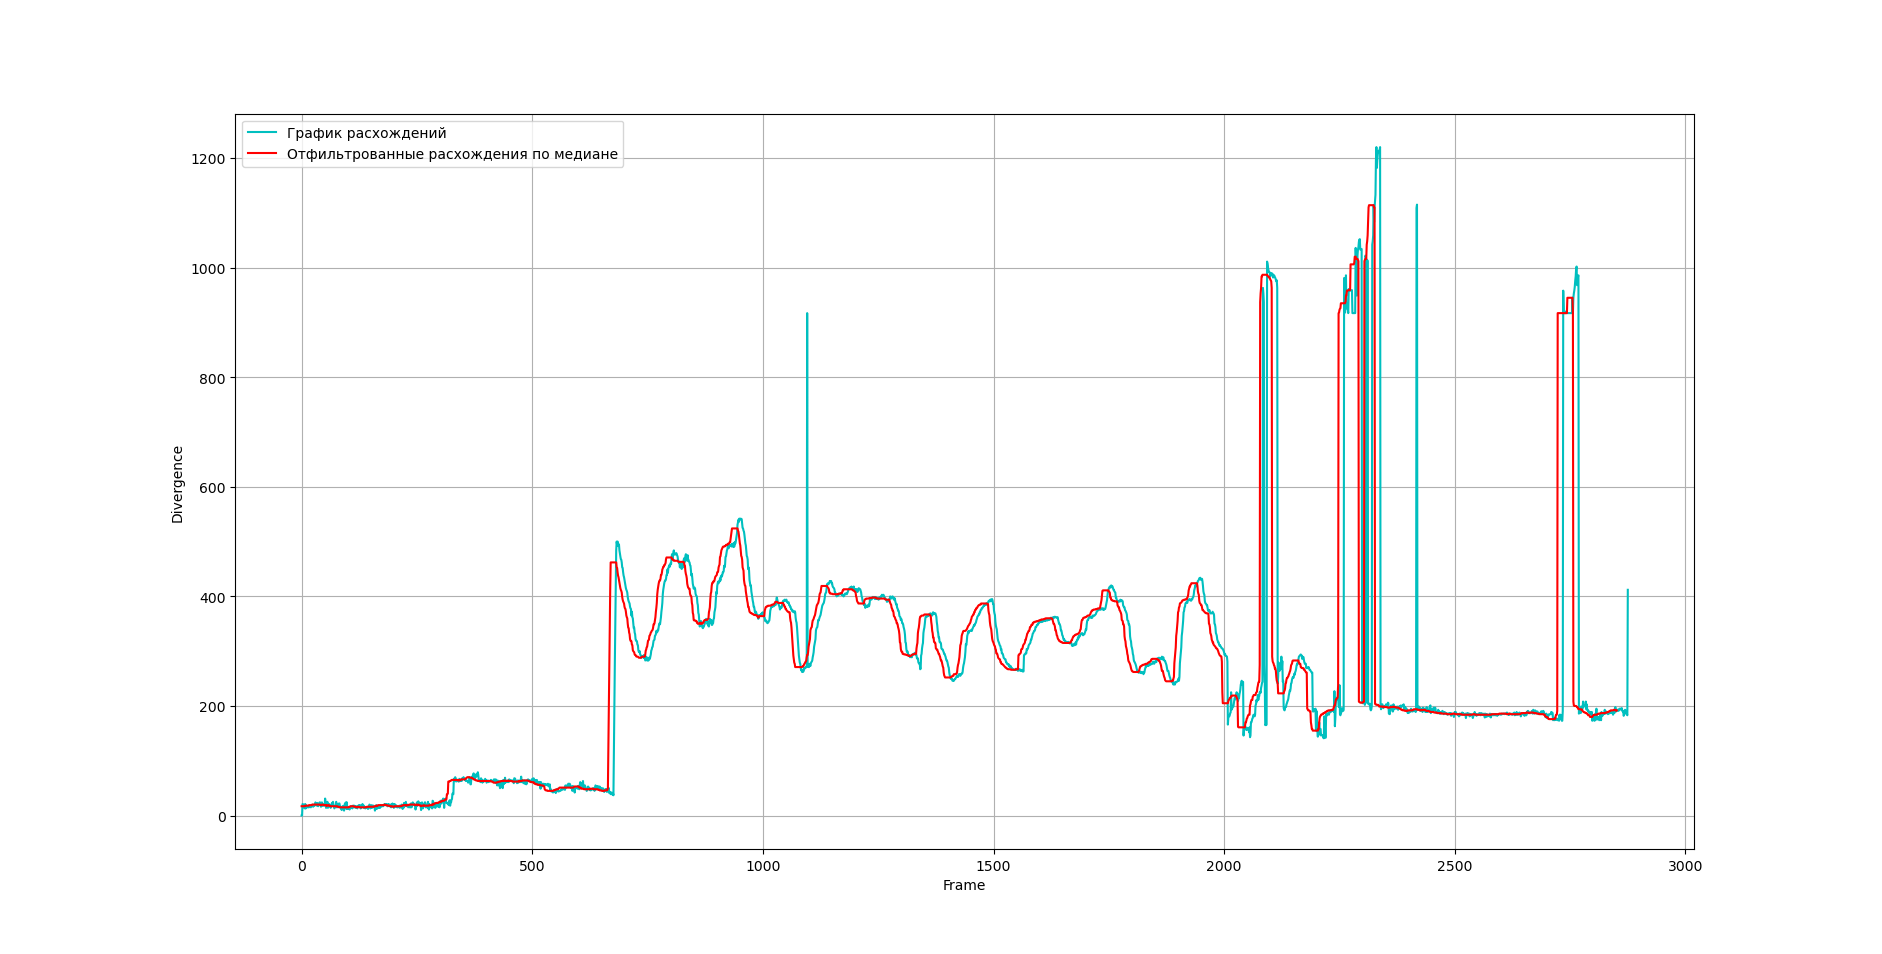 График расхождений
Отфильтрованные расхождения по медиане
1200
1000
800
600
400
200
0
Divergence
0 500 1000 1500 2000 2500 3000
Frame